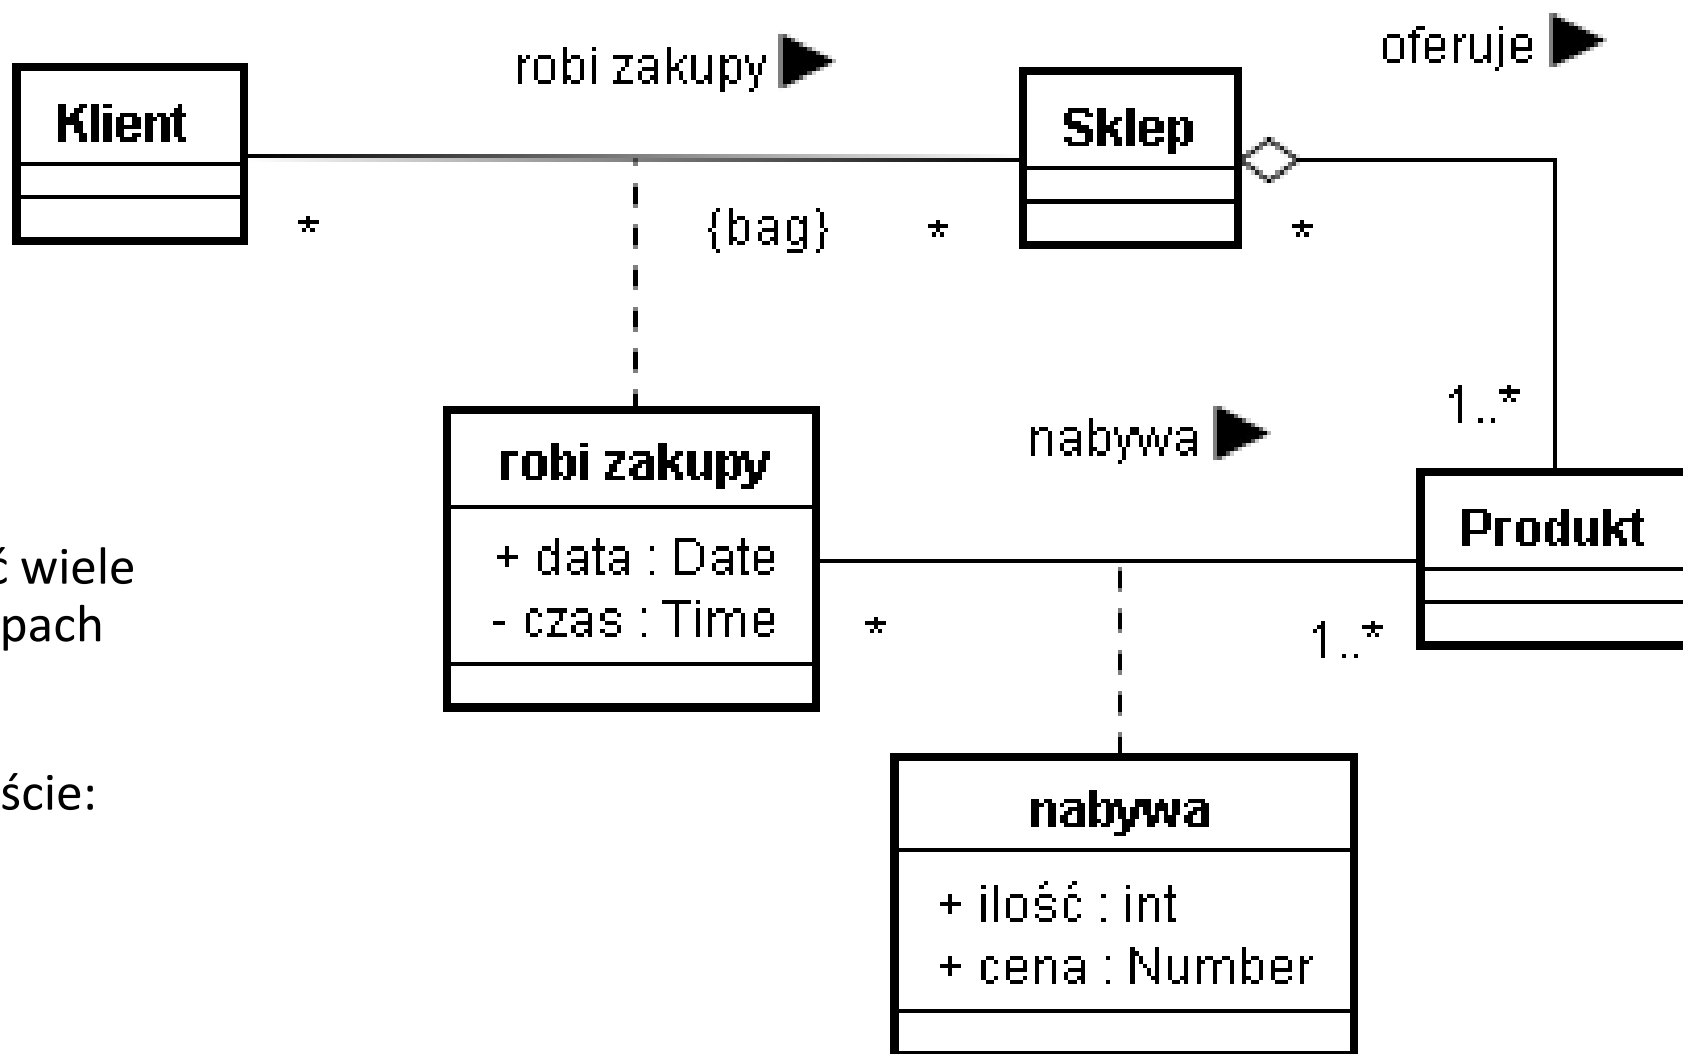 robi zakupy ▶
oferuje ▶
Klient
Sklep
*
{bag}
*
*
1..*
nabywa ▶
robi zakupy
Produkt
+ data : Date
- czas : Time
*
1..*
ć wiele
pach
ście:
nabywa
+ ilość : int
+ cena : Number